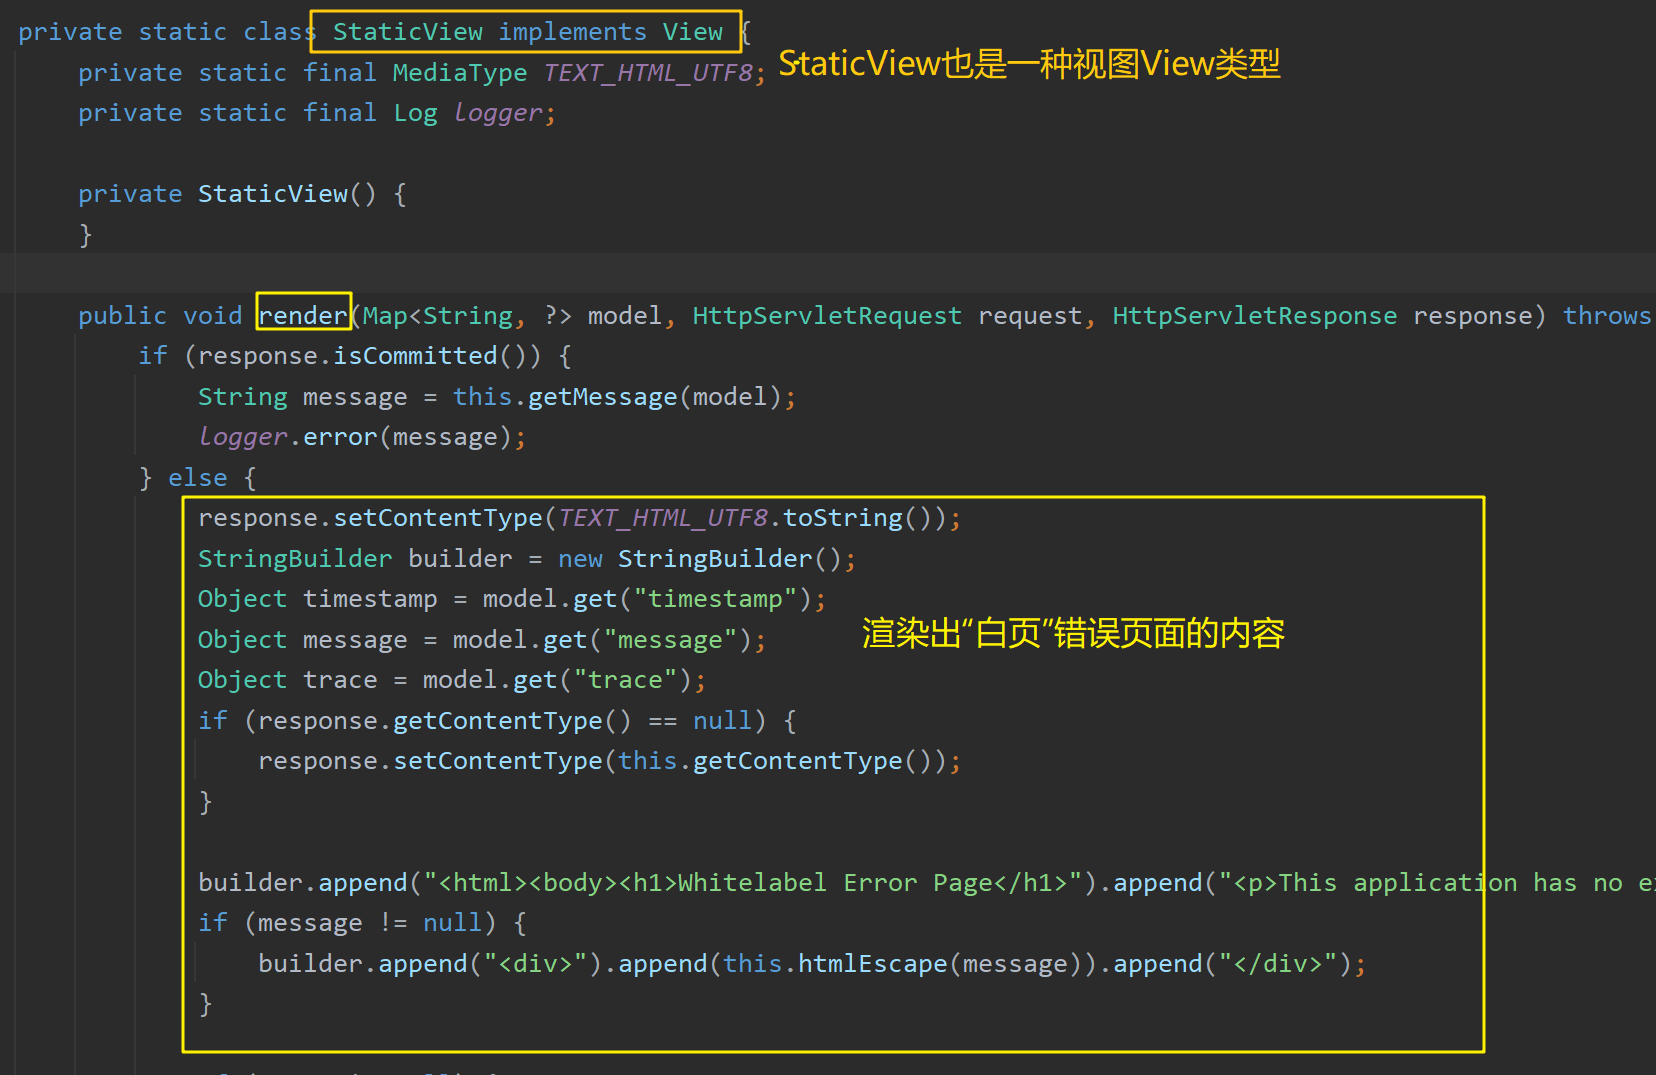 private static class StaticView implements View {
StaticView也是一种视图View类型
private static final MediaType TEXT_HTML_UTF8;
private static final Log logger;
private StaticView() {
}
public void render(Map<String, ?> model, HttpServletRequest request, HttpServletResponse response) throws
if (response.isCommitted()) {
String message = this.getMessage(model);
logger.error(message);
} else {
response.setContentType(TEXT_HTML_UTF8.toString());
StringBuilder builder = new StringBuilder();
Object timestamp = model.get("timestamp");
渲染出“白页”错误页面的内容
Object message = model.get("message");
Object trace = model.get("trace");
if (response.getContentType() == null) {
response.setContentType(this.getContentType());
}
builder.append("<html><body><h1>Whitelabel Error Page</h1>").append("<p>This application has no
if (message != null) {
builder.append("<div>").append(this.htmlEscape(message)).append("</div>");
}